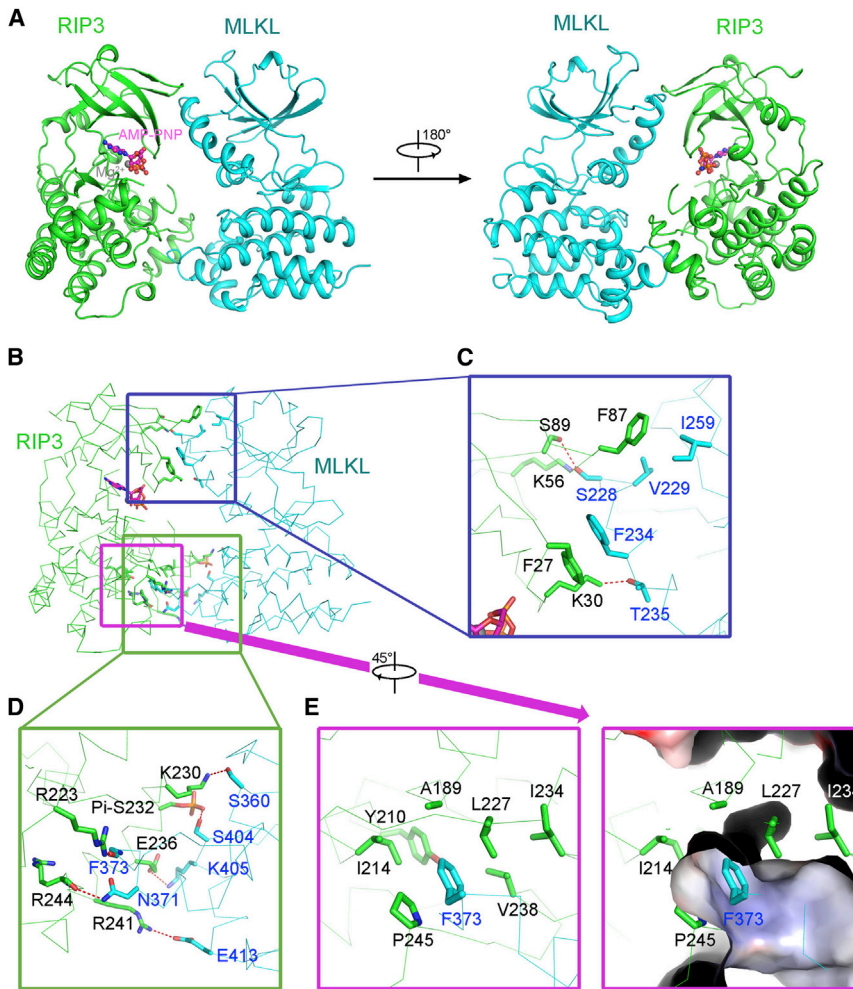 A
RIP3
MLKL
MLKL
RIP3
AMP-PNP
Mg2+
180°
B
RIP3
MLKL
C
S89
F87
I259
K56
S228
V229
F234
F27
K30
T235
45°
D
K230
R223
Pi-S232
S360
E236
S404
F373
K405
R244
N371
R241
E413
E
A189
L227
I234
Y210
I214
F373
V238
P245
A189
L227
I234
I214
F373
P245